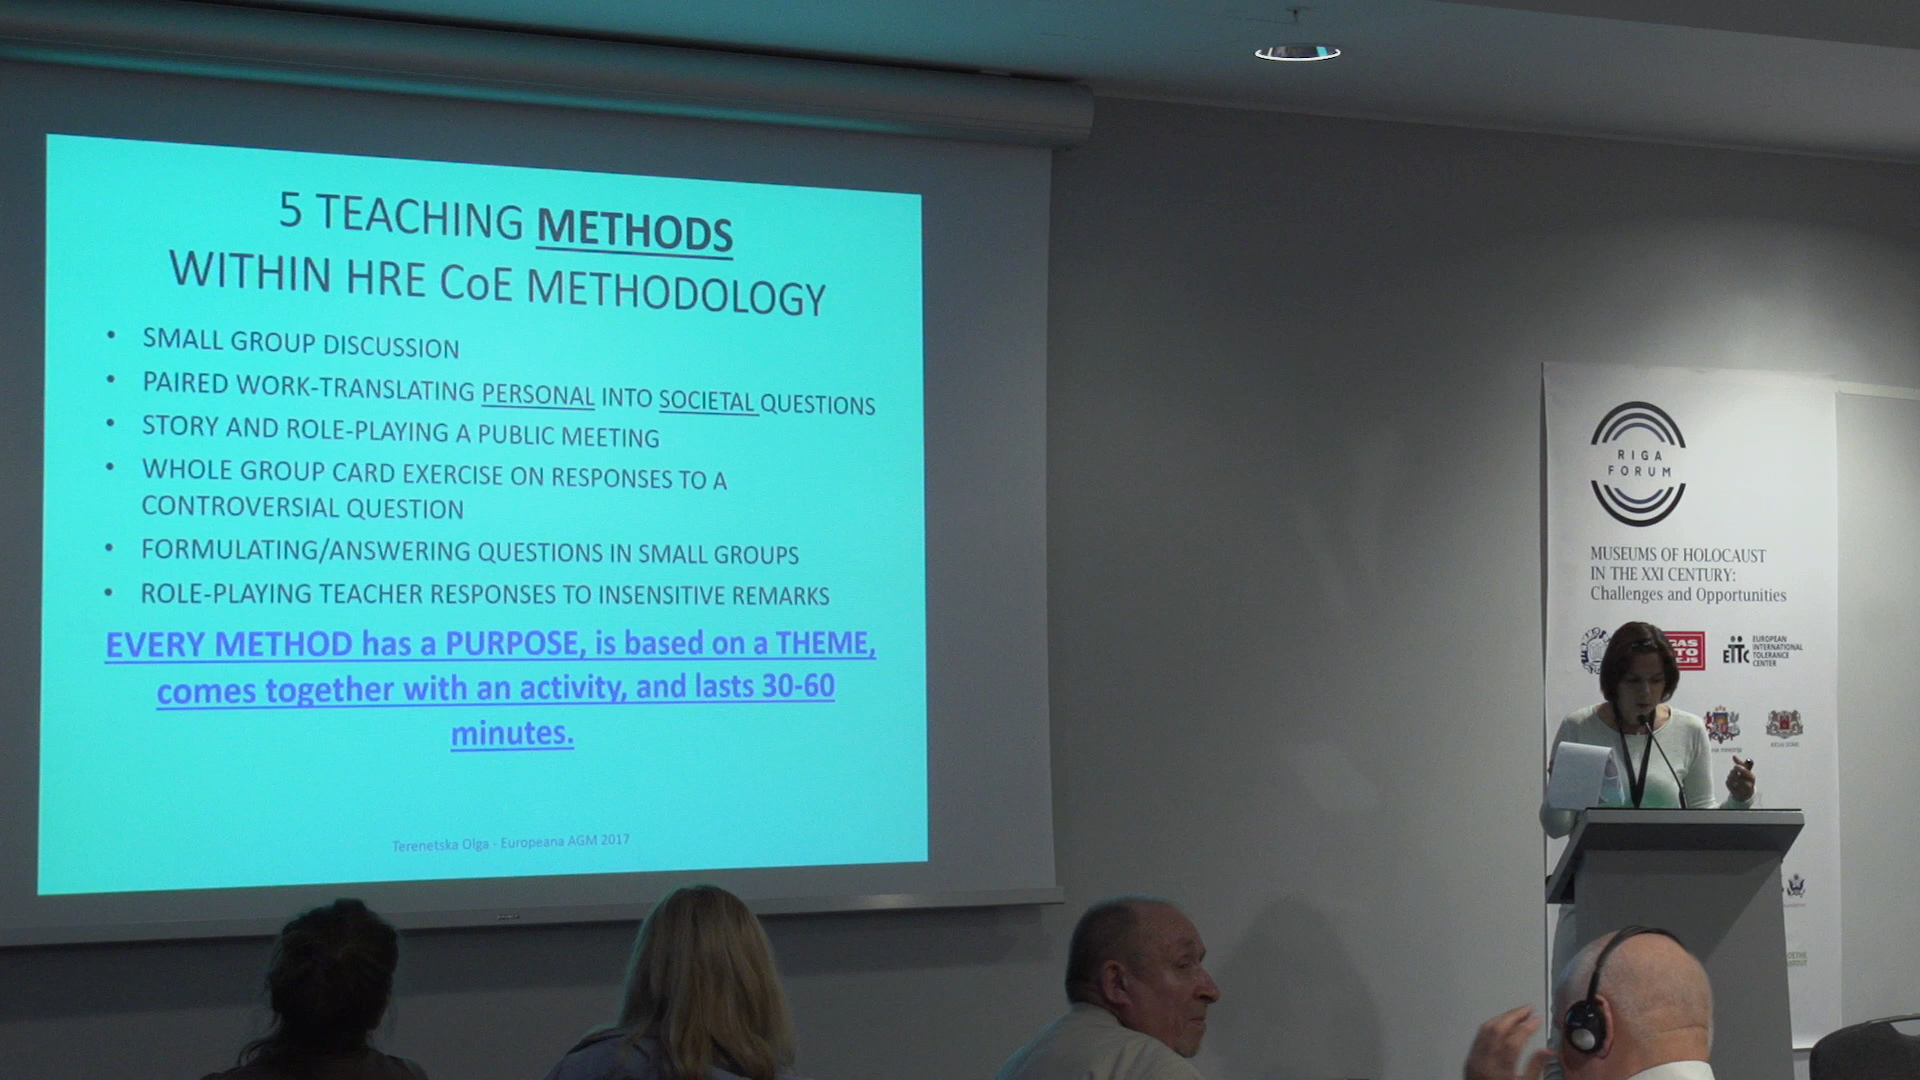 5 TEACHING METHODS
WITHIN HRE CoE METHODOLOGY
• SMALL GROUP DISCUSSION
• PAIRED WORK-TRANSLATING PERSONAL INTO SOCIETAL QUESTIONS
• STORY AND ROLE-PLAYING A PUBLIC MEETING
• WHOLE GROUP CARD EXERCISE ON RESPONSES TO A
CONTROVERSIAL QUESTION
• FORMULATING/ANSWERING QUESTIONS IN SMALL GROUPS
• ROLE-PLAYING TEACHER RESPONSES TO INSENSITIVE REMARKS
EVERY METHOD has a PURPOSE, is based on a THEME,
comes together with an activity, and lasts 30-60
minutes.
Terenetska Olga - Europeana AGM 2017
RIGA
FORUM
MUSEUMS OF HOLOCAUST
IN THE XXI CENTURY:
Challenges and Opportunities
EITC
EUROPEAN
INTERNATIONAL
TOLERANCE
CENTER